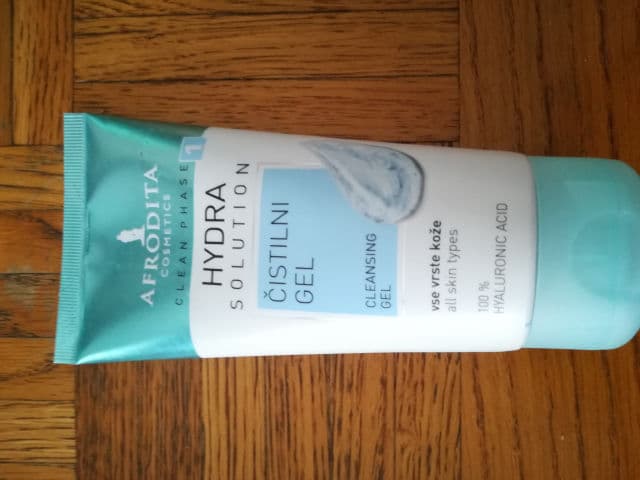 AFRODITA
COSMETICS
CLEAN PHASE 1
HYDRA
SOLUTION
ČISTILNI
GEL
CLEANSING
GEL
vse vrste kože
all skin types
100 %
HYALURONIC ACID